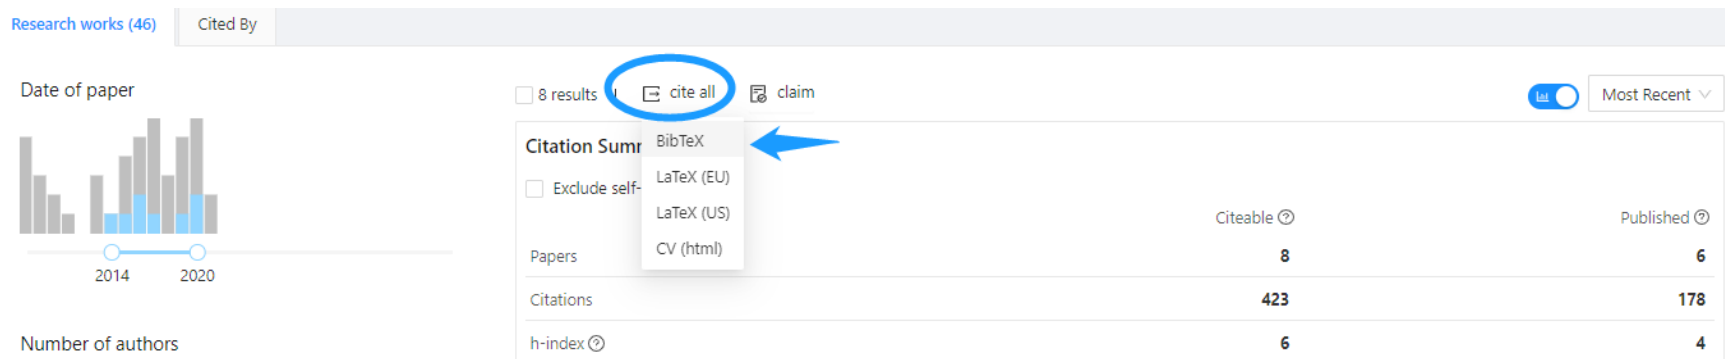 Research works (46) Cited By
Date of paper
8 results cite all claim
Most Recent
BibTeX
LaTeX (EU)
LaTeX (US)
CV (html)
Citation Summ
Exclude self-
Citeable Published
Papers 8 6
Citations 423 178
h-index 6 4
2014 2020
Number of authors